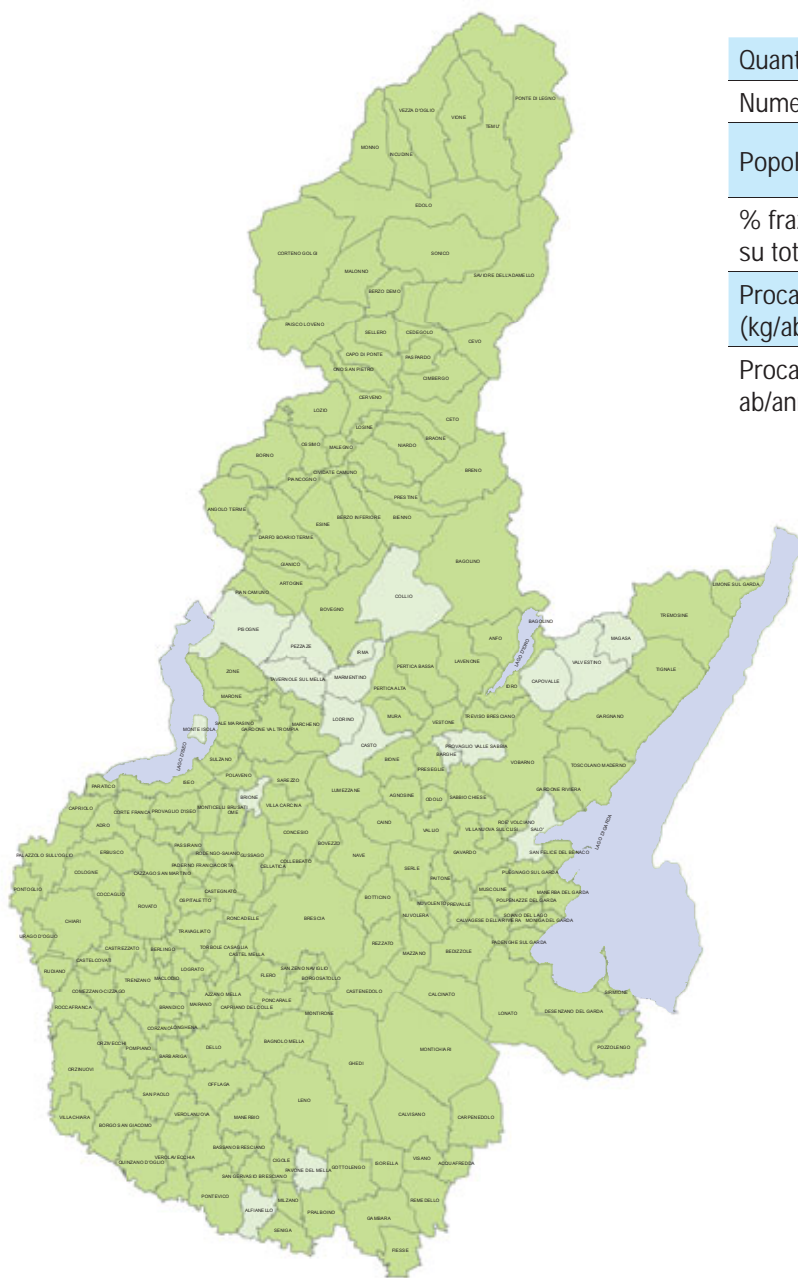 Quant
Nume
Popol
% fra
su tot
Proca
(kg/ab
Proca
ab/an
PONTE DI LEGNO
VEZZA D'OGLIO
VIONE
TEMU'
MONNO
INCUDINE
EDOLO
CORTENO GOLGI
SONICO
MALONNO
SAVIORE DELL'ADAMELLO
BERZO DEMO
PAISCO LOVENO
SELLERO
CEDEGOLO
CEVO
CAPO DI PONTE
PASPARDO
ONO SAN PIETRO
CIMBERGO
CERVENO
LOZIO
CETO
LOSINE
BRAONE
OSSIMO
MALEGNO
NIARDO
BORNO
CIVIDATE CAMUNO
BRENO
PIANCOGNO
PRESTINE
ANGOLO TERME
ESINE
BERZO INFERIORE
BIENNO
DARFO BOARIO TERME
BAGOLINO
GIANICO
ARTOGNE
PIAN CAMUNO
COLLIO
LIMONE SUL GARDA
BOVEGNO
TREMOSINE
BAGOLINO
PISOGNE
ANFO
MAGASA
PEZZAZE
IRMA
LAGO D'IDRO
VALVESTINO
PERTICA BASSA
LAVENONE
TIGNALE
ZONE
TAVERNOLE SUL MELLA
MARMENTINO
CAPOVALLE
PERTICA ALTA
IDRO
MARONE
LODRINO
GARGNANO
SALE MARASINO
MARCHENO
MURA
VESTONE
TREVISO BRESCIANO
MONTE ISOLA
GARDONE VAL TROMPIA
CASTO
PROVAGLIO VALLE SABBIA
BARGHE
SULZANO
LAGO D'ISEO
BIONE
PRESEGLIE
VOBARNO
TOSCOLANO MADERNO
POLAVENO
SAREZZO
LUMEZZANE
AGNOSINE
ODOLO
SABBIO CHIESE
GARDONE RIVIERA
PARATICO
ISEO
BRIONE
VILLA CARCINA
CAPRIOLO
CORTE FRANCA
PROVAGLIO D'ISEO
MONTICELLI BRUSATI
OME
CAINO
VALLIO
VILLANUOVA SUL CLISI
ROE' VOLCIANO
SALO'
LAGO DI GARDA
ADRO
CONCESIO
BOVEZZO
NAVE
GAVARDO
SAN FELICE DEL BENACO
PALAZZOLO SULL'OGLIO
ERBUSCO
PASSIRANO
RODENGO-SAIANO
GUSSAGO
COLLEBEATO
CELLATICA
SERLE
PAITONE
PUEGNAGO SUL GARDA
COLOGNE
CAZZAGO SAN MARTINO
PADERNO FRANCIACORTA
MUSCOLINE
MANERBA DEL GARDA
PONTOGLIO
COCCAGLIO
CASTEGNATO
BOTTICINO
NUVOLENTO
PREVALLE
POLPENAZZE DEL GARDA
OSPITALETTO
SOIANO DEL LAGO
MONIGA DEL GARDA
CHIARI
ROVATO
RONCADELLE
BRESCIA
NUVOLERA
CALVAGESE DELLA RIVIERA
URAGO D'OGLIO
TRAVAGLIATO
REZZATO
MAZZANO
BEDIZZOLE
PADENGHE SUL GARDA
CASTREZZATO
BERLINGO
TORBOLE CASAGLIA
CASTEL MELLA
CASTELCOVATI
LOGRATO
RUDIANO
TRENZANO
MACLODIO
FLERO
SAN ZENO NAVIGLIO
BORGOSATOLLO
COMEZZANO-CIZZAGO
AZZANO MELLA
CASTENEDOLO
CALCINATO
SIRMIONE
ROCCAFRANCA
BRANDICO
MAIRANO
CAPRIANO DEL COLLE
PONCARALE
MONTIRONE
LONATO
DESENZANO DEL GARDA
CORZANO
LONGHENA
ORZIVECCHI
POMPIANO
BARBARIGA
DELLO
BAGNOLO MELLA
MONTICHIARI
POZZOLENGO
ORZINUOVI
GHEDI
OFFLAGA
SAN PAOLO
LENO
VILLACHIARA
VEROLANUOVA
MANERBIO
CALVISANO
CARPENEDOLO
BORGO SAN GIACOMO
BASSANO BRESCIANO
QUINZANO D'OGLIO
VEROLAVECCHIA
CIGOLE
PAVONE DEL MELLA
GOTTOLENGO
ISORELLA
VISANO
ACQUAFREDDA
SAN GERVASIO BRESCIANO
PONTEVICO
MILZANO
REMEDELLO
ALFIANELLO
PRALBOINO
GAMBARA
SENIGA
FIESSE